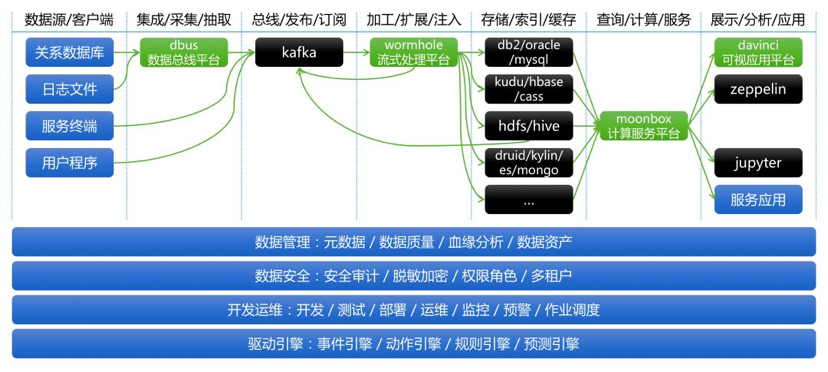 数据源/客户端
集成/采集/抽取
总线/发布/订阅
加工/扩展/注入
存储/索引/缓存
查询/计算/服务
展示/分析/应用
关系数据库
日志文件
服务终端
用户程序
dbus
数据总线平台
kafka
wormhole
流式处理平台
db2/oracle
/mysql
kudu/hbase
/cass
hdfs/hive
druid/kylin/
es/mongo
...
moonbox
计算服务平台
davinci
可视应用平台
zeppelin
jupyter
服务应用
数据管理：元数据 / 数据质量 / 血缘分析 / 数据资产
数据安全：安全审计 / 脱敏加密 / 权限角色 / 多租户
开发运维：开发 / 测试 / 部署 / 运维 / 监控 / 预警 / 作业调度
驱动引擎：事件引擎 / 动作引擎 / 规则引擎 / 预测引擎